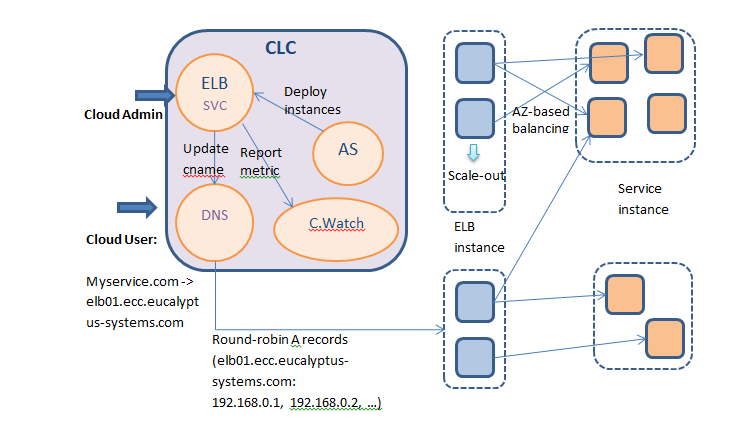 CLC
ELB
SVC
Deploy
instances
Cloud Admin
Update
cname
Report
metric
AS
DNS
C.Watch
Cloud User:
Myservice.com ->
elb01.ecc.eucalypt
us-systems.com
Round-robin A records
(elb01.ecc.eucalyptus-
systems.com:
192.168.0.1, 192.168.0.2, ...)
AZ-based
balancing
Scale-out
ELB
instance
Service
instance